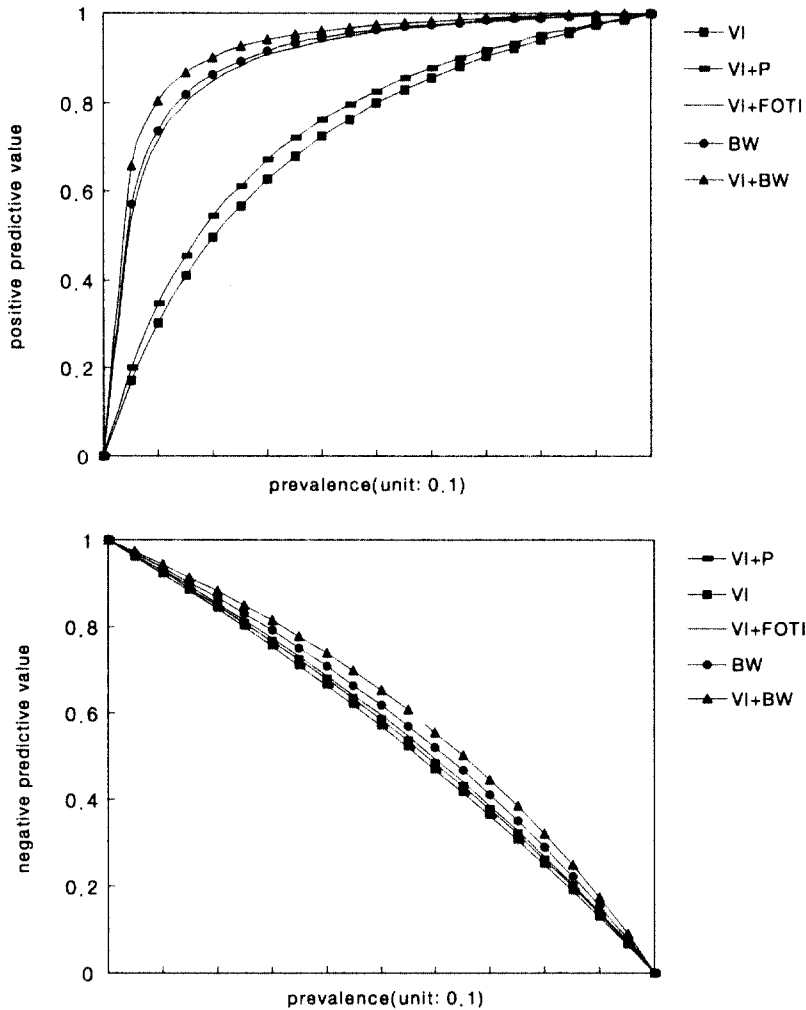 1
0.8
0.6
0.4
0.2
0
positive predictive value
prevalence(unit: 0.1)
VI
VI+P
VI+FOTI
BW
VI+BW
1
0.8
0.6
0.4
0.2
0
negative predictive value
prevalence(unit: 0.1)
VI+P
VI
VI+FOTI
BW
VI+BW